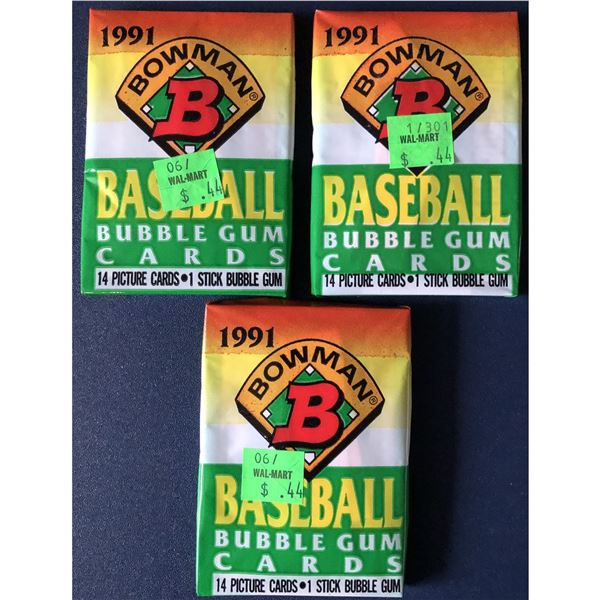 1991
BOWMAN®
B
06/
WAL-MART
$ .44
BASEBALL
BUBBLE GUM
CARDS
14 PICTURE CARDS•1 STICK BUBBLE GUM
1991
BOWMAN®
B
1/301
WAL-MART
$ .44
BASEBALL
BUBBLE GUM
CARDS
14 PICTURE CARDS•1 STICK BUBBLE GUM
1991
BOWMAN®
B
06/
WAL-MART
$ .44
BASEBALL
BUBBLE GUM
CARDS
14 PICTURE CARDS•1 STICK BUBBLE GUM